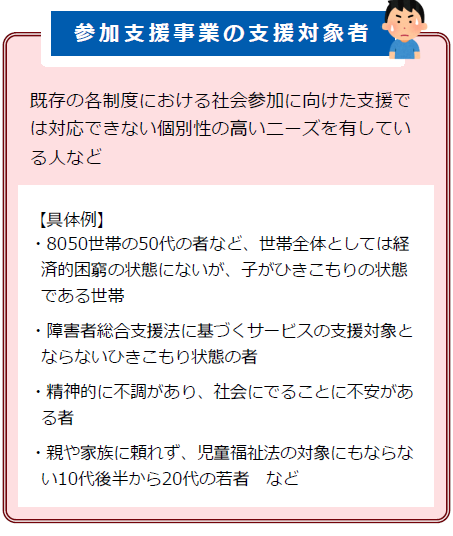 参加支援事業の支援対象者
既存の各制度における社会参加に向けた支援で
は対応できない個別性の高いニーズを有してい
る人など
【具体例】
・8050世帯の50代の者など、世帯全体としては経
済的困窮の状態にないが、子がひきこもりの状態
である世帯
・障害者総合支援法に基づくサービスの支援対象と
ならないひきこもり状態の者
・精神的に不調があり、社会にでることに不安があ
る者
・親や家族に頼れず、児童福祉法の対象にもならな
い10代後半から20代の若者　など